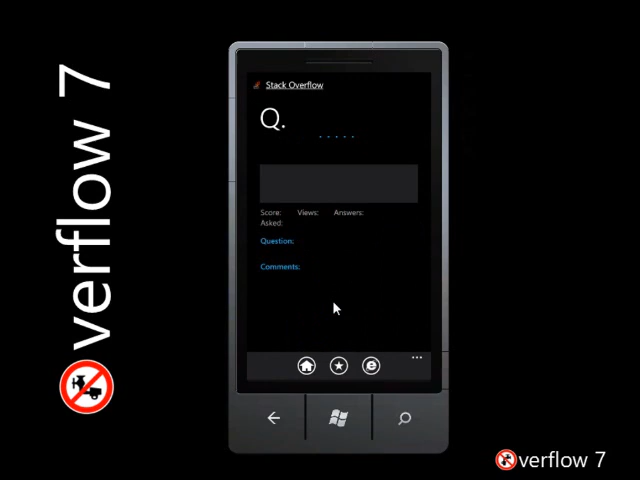 verflow 7
Stack Overflow
Q.
Score: Views: Answers:
Asked:
Question:
Comments:
verflow 7